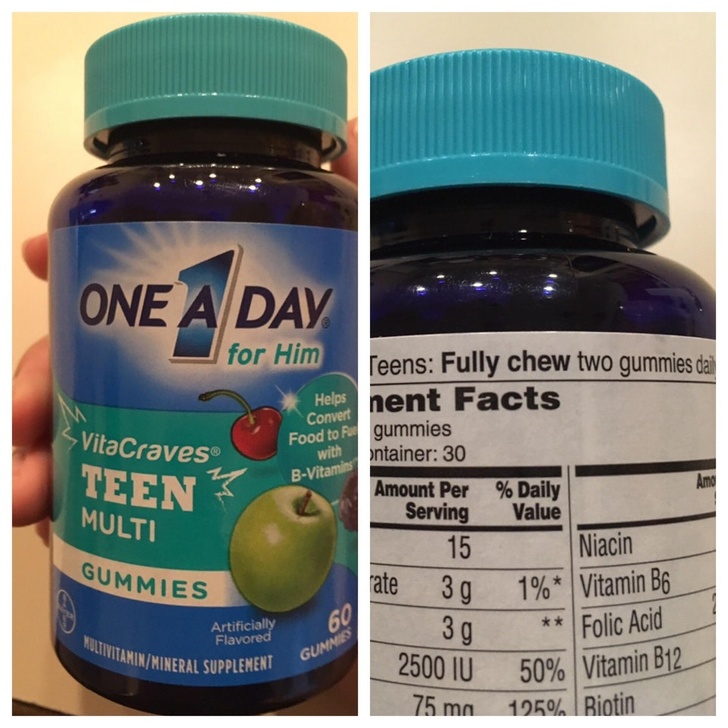 ONE A DAY®
for Him
Helps
Convert
Food to Fuel
with
B-Vitamins
VitaCraves®
TEEN
MULTI
GUMMIES
Artificially
Flavored
60
GUMMIES
MULTIVITAMIN/MINERAL SUPPLEMENT
Teens: Fully chew two gummies dail
ment Facts
gummies
ontainer: 30
Amount Per % Daily Amo
Serving Value
15 Niacin
rate 3 g 1%* Vitamin B6
3 g ** Folic Acid
2500 IU 50% Vitamin B12
75 mg 125% Biotin